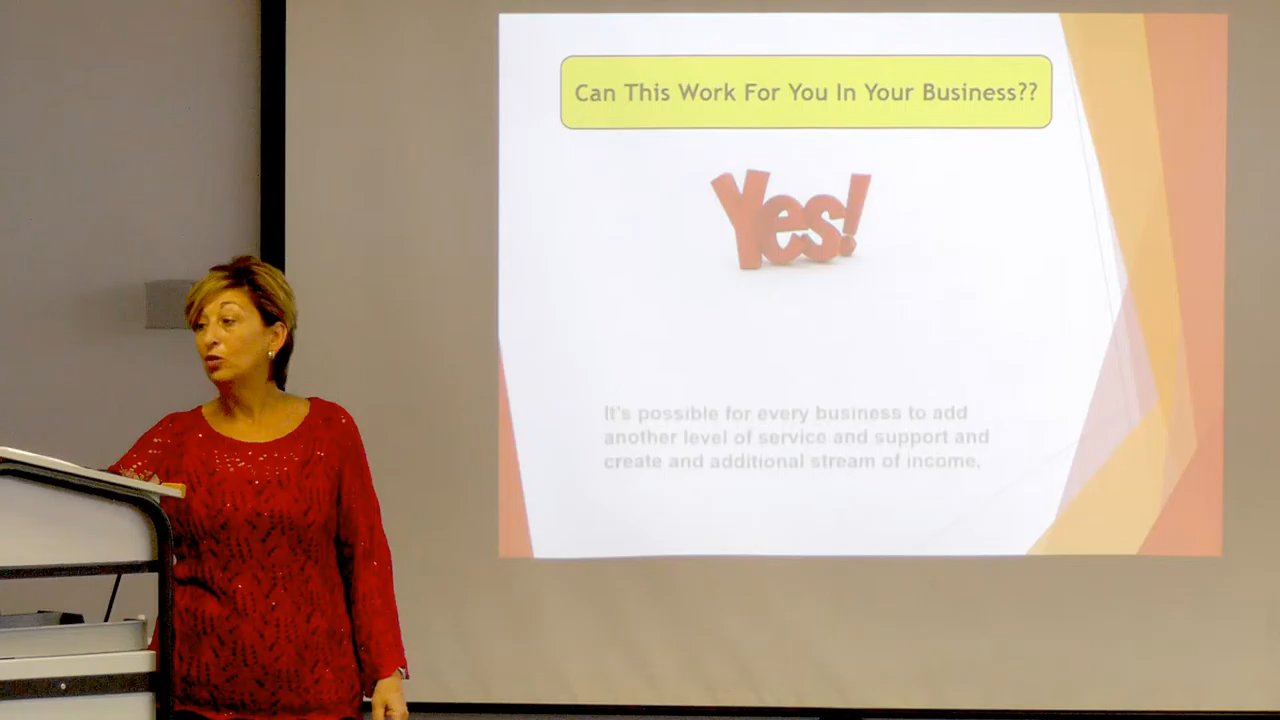 Can This Work For You In Your Business??
Yes!
It's possible for every business to add
another level of service and support and
create and additional stream of income.